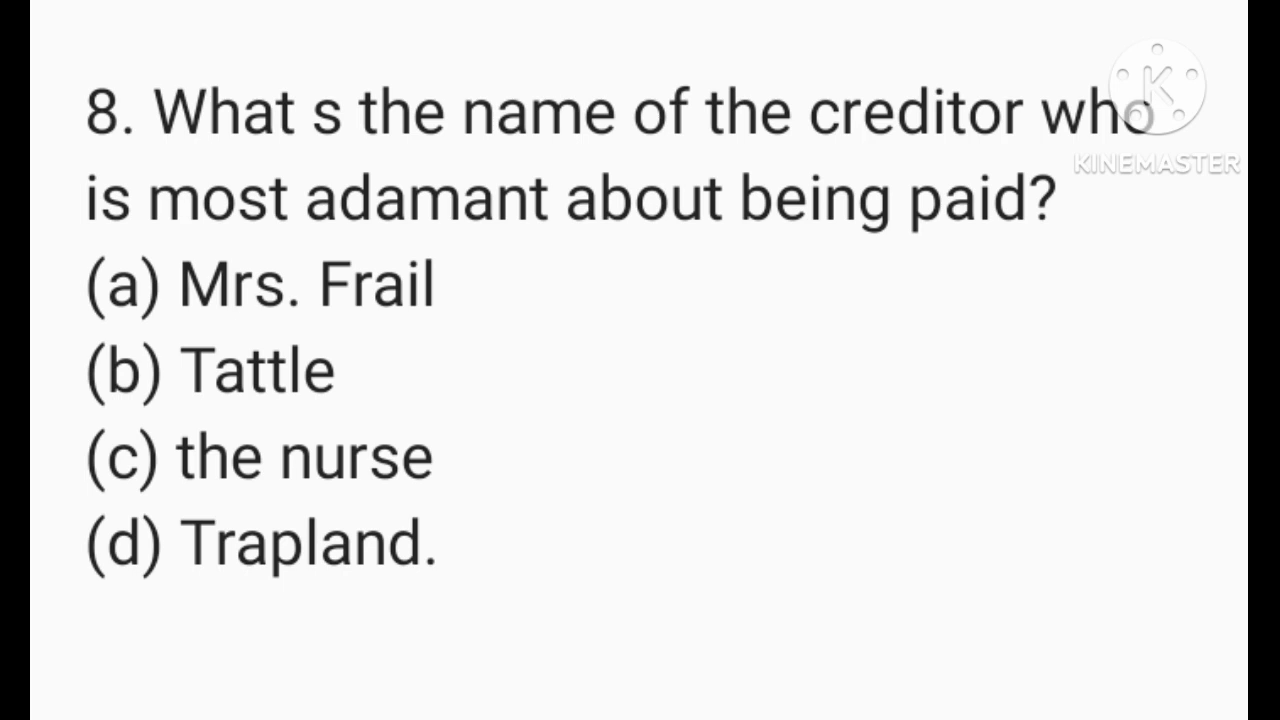 8. What s the name of the creditor who
is most adamant about being paid?
(a) Mrs. Frail
(b) Tattle
(c) the nurse
(d) Trapland.
KINEMASTER